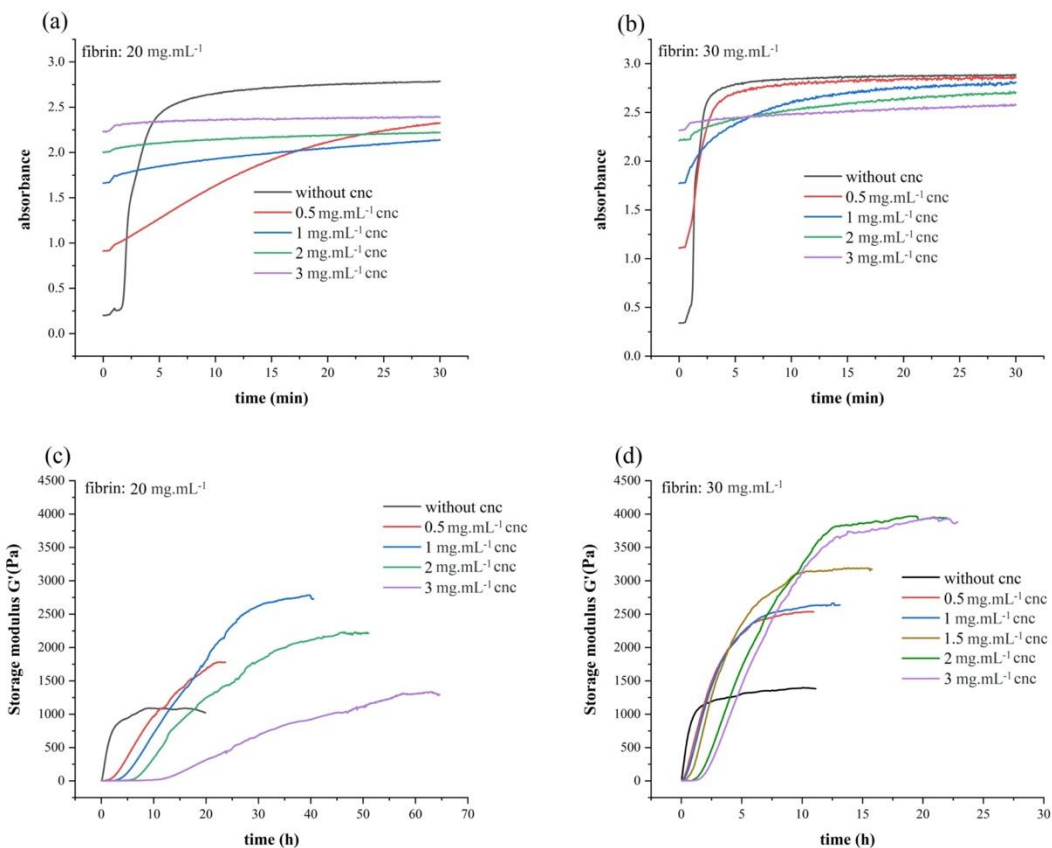 (a)
fibrin: 20 mg.mL⁻¹
absorbance
3.0
2.5
2.0
1.5
1.0
0.5
0.0
without cnc
0.5 mg.mL⁻¹ cnc
1 mg.mL⁻¹ cnc
2 mg.mL⁻¹ cnc
3 mg.mL⁻¹ cnc
0 5 10 15 20 25 30
time (min)
(b)
fibrin: 30 mg.mL⁻¹
absorbance
3.0
2.5
2.0
1.5
1.0
0.5
0.0
without cnc
0.5 mg.mL⁻¹ cnc
1 mg.mL⁻¹ cnc
2 mg.mL⁻¹ cnc
3 mg.mL⁻¹ cnc
0 5 10 15 20 25 30
time (min)
(c)
fibrin: 20 mg.mL⁻¹
Storage modulus G'(Pa)
4500
4000
3500
3000
2500
2000
1500
1000
500
0
without cnc
0.5 mg.mL⁻¹ cnc
1 mg.mL⁻¹ cnc
2 mg.mL⁻¹ cnc
3 mg.mL⁻¹ cnc
0 10 20 30 40 50 60 70
time (h)
(d)
fibrin: 30 mg.mL⁻¹
Storage modulus G'(Pa)
4500
4000
3500
3000
2500
2000
1500
1000
500
0
without cnc
0.5 mg.mL⁻¹ cnc
1 mg.mL⁻¹ cnc
1.5 mg.mL⁻¹ cnc
2 mg.mL⁻¹ cnc
3 mg.mL⁻¹ cnc
0 5 10 15 20 25 30
time (h)